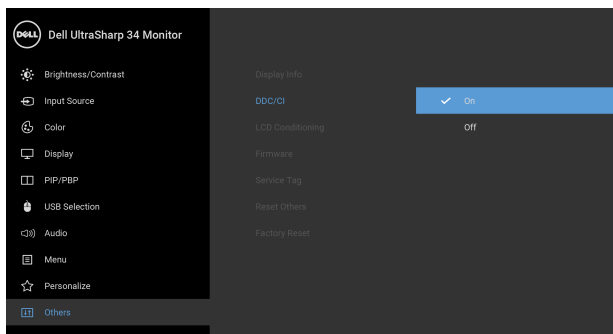 DELL Dell UltraSharp 34 Monitor
Brightness/Contrast Display Info
Input Source DDC/CI On
Color LCD Conditioning Off
Display Firmware
PIP/PBP Service Tag
USB Selection Reset Others
Audio Factory Reset
Menu
Personalize
Others